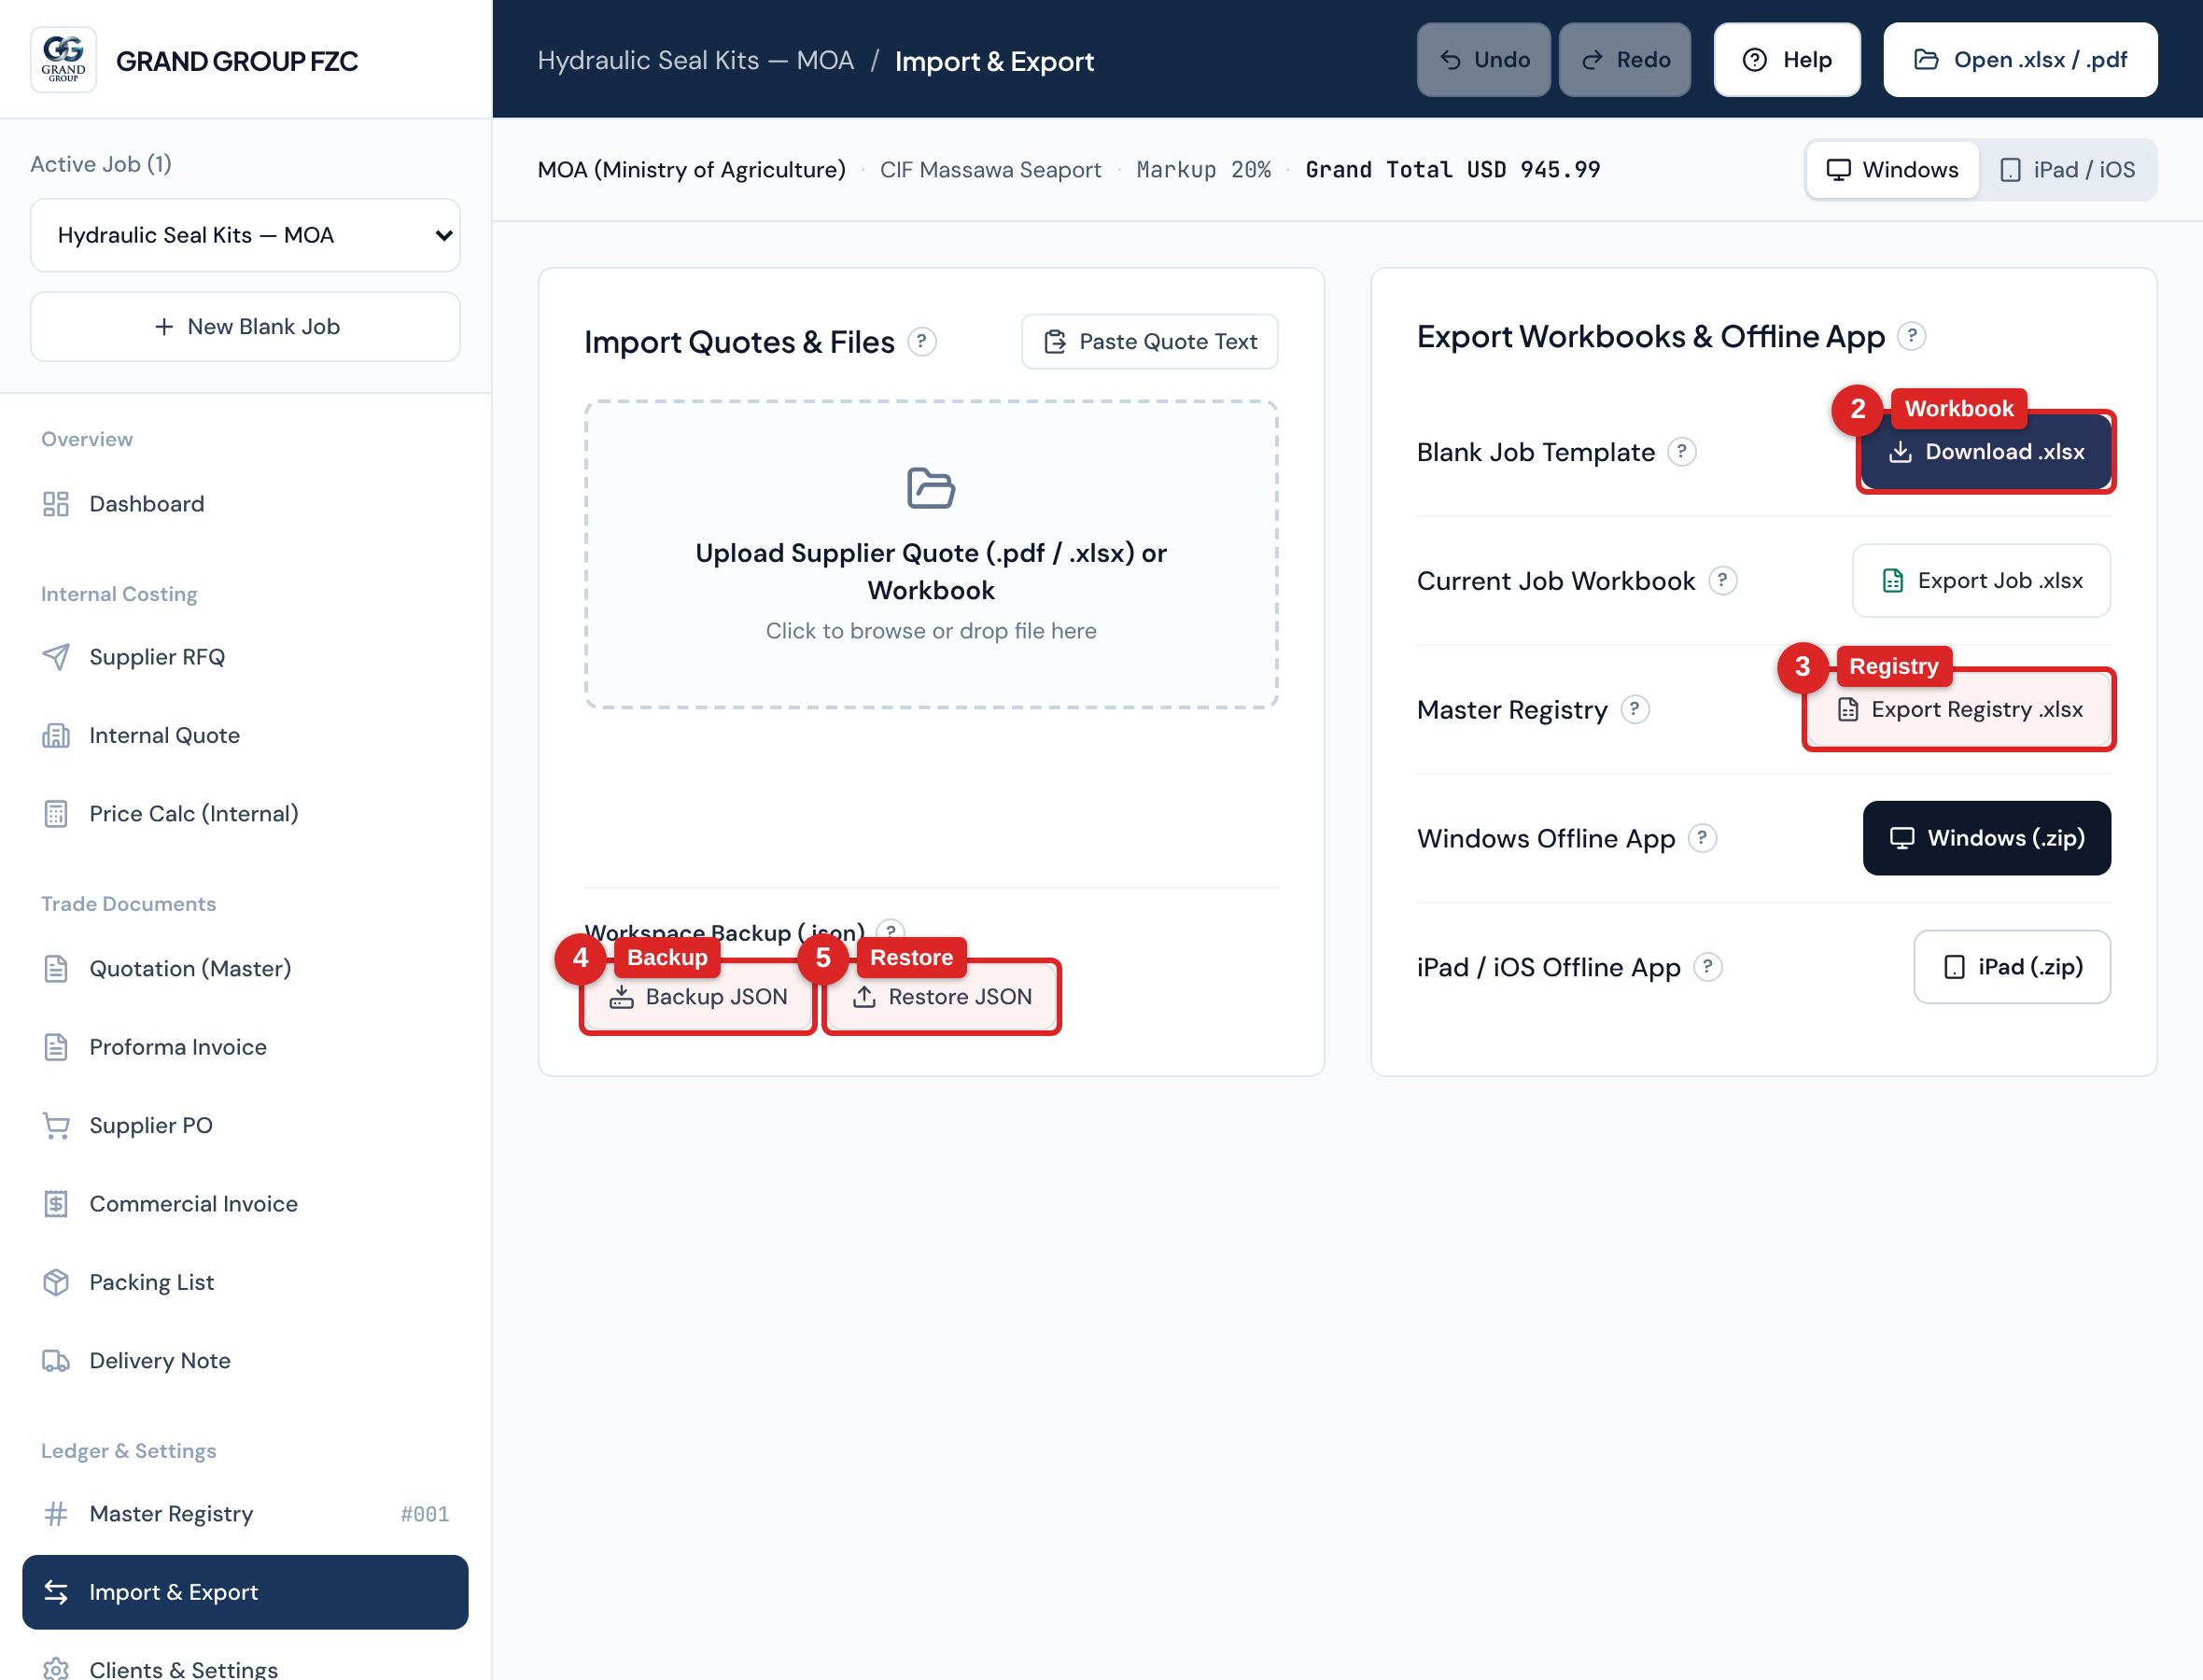 GG
GRAND
GROUP
GRAND GROUP FZC
Hydraulic Seal Kits — MOA / Import & Export
Undo
Redo
Help
Open .xlsx / .pdf
Active Job (1)
Hydraulic Seal Kits — MOA
New Blank Job
MOA (Ministry of Agriculture) · CIF Massawa Seaport · Markup 20% · Grand Total USD 945.99
Windows
iPad / iOS
Overview
Dashboard
Internal Costing
Supplier RFQ
Internal Quote
Price Calc (Internal)
Trade Documents
Quotation (Master)
Proforma Invoice
Supplier PO
Commercial Invoice
Packing List
Delivery Note
Ledger & Settings
Master Registry #001
Import & Export
Clients & Settings
Import Quotes & Files ?
Paste Quote Text
Upload Supplier Quote (.pdf / .xlsx) or
Workbook
Click to browse or drop file here
Workspace Backup (.json) ?
4 Backup
5 Restore
Backup JSON
Restore JSON
Export Workbooks & Offline App ?
2 Workbook
Blank Job Template ?
Download .xlsx
Current Job Workbook ?
Export Job .xlsx
3 Registry
Master Registry ?
Export Registry .xlsx
Windows Offline App ?
Windows (.zip)
iPad / iOS Offline App ?
iPad (.zip)